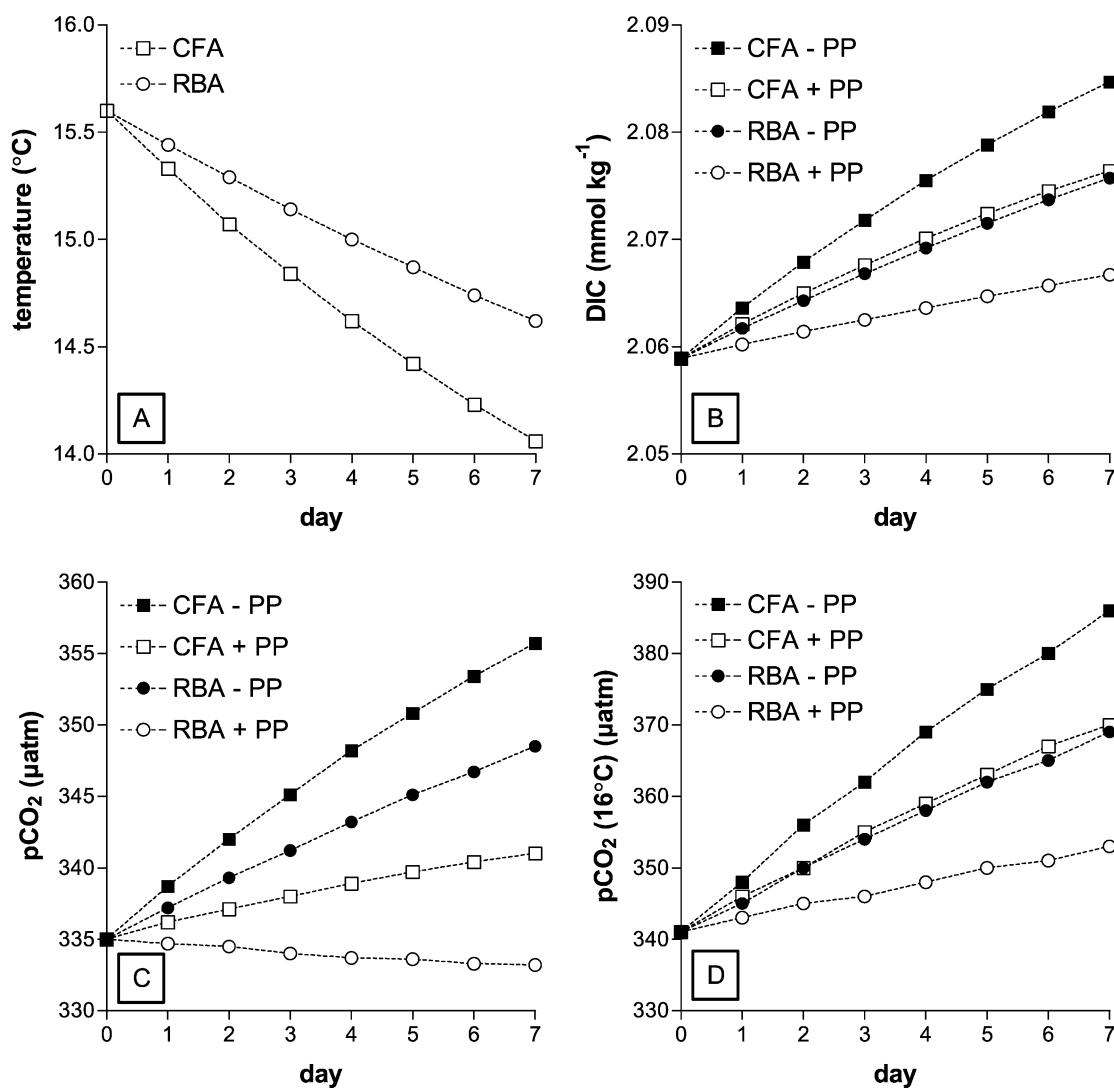 16.0
15.5
15.0
14.5
14.0
temperature (°C)
CFA
RBA
A
0 1 2 3 4 5 6 7
day
2.09
2.08
2.07
2.06
2.05
DIC (mmol kg-1)
CFA - PP
CFA + PP
RBA - PP
RBA + PP
B
0 1 2 3 4 5 6 7
day
360
355
350
345
340
335
330
pCO2 (µatm)
CFA - PP
CFA + PP
RBA - PP
RBA + PP
C
0 1 2 3 4 5 6 7
day
390
380
370
360
350
340
330
pCO2 (16°C) (µatm)
CFA - PP
CFA + PP
RBA - PP
RBA + PP
D
0 1 2 3 4 5 6 7
day